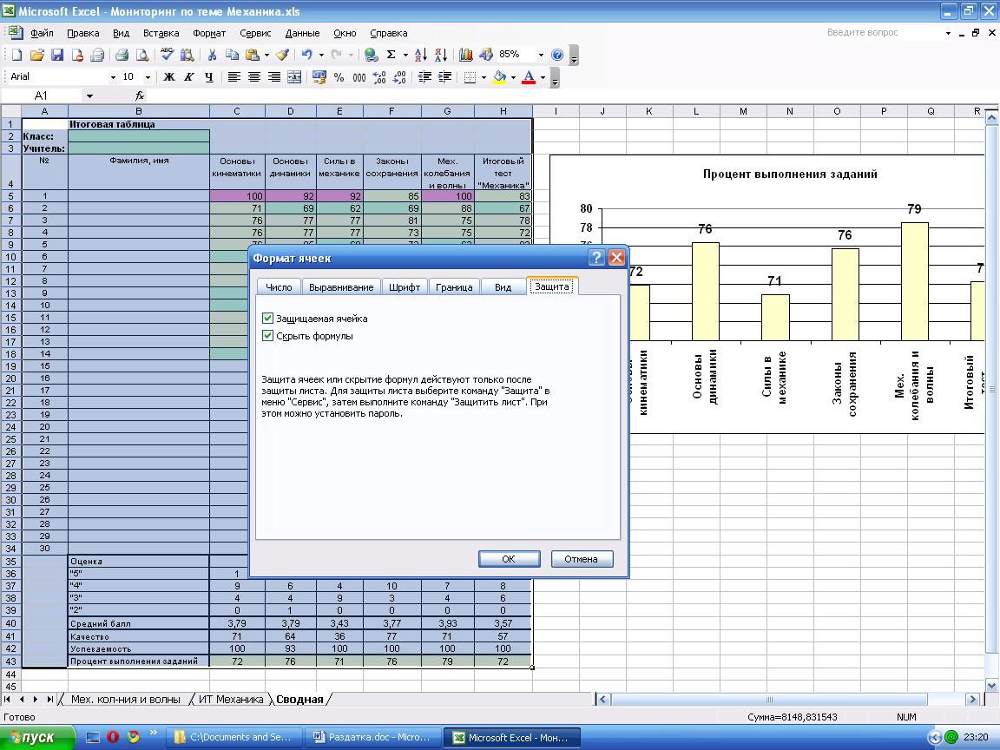 Microsoft Excel - Мониторинг по теме Механика.xls
Файл Правка Вид Вставка Формат Сервис Данные Окно Справка Введите вопрос
85%
Arial 10 Ж К Ч % 000
A1 fx
A B C D E F G H I J K L M N O P Q R
1 Итоговая таблица
2 Класс:
3 Учитель:
4 № Фамилия, имя Основы кинематики Основы динамики Силы в механике Законы сохранения Мех. колебания и волны Итоговый тест "Механика"
5 1 100 92 92 85 100 83
6 2 71 69 62 69 88 67
7 3 76 77 77 81 75 78
8 4 76 77 77 73 75 72
9 5
10 6
11 7
12 8
13 9
14 10
15 11
16 12
17 13
18 14
19 15
20 16
21 17
22 18
23 19
24 20
25 21
26 22
27 23
28 24
29 25
30 26
31 27
32 28
33 29
34 30
35 Оценка
36 "5" 1
37 "4" 9 6 4 10 7 8
38 "3" 4 4 9 3 4 6
39 "2" 0 1 0 0 0 0
40 Средний балл 3,79 3,79 3,43 3,77 3,93 3,57
41 Качество 71 64 36 77 71 57
42 Успеваемость 100 93 100 100 100 100
43 Процент выполнения заданий 72 76 71 76 79 72
44
45
Процент выполнения заданий
80
78
72 76 71 76 79
кинематики
Основы динамики
Силы в механике
Законы сохранения
Мех. колебания и волны
Итоговый
Формат ячеек
Число Выравнивание Шрифт Граница Вид Защита
Защищаемая ячейка
Скрыть формулы
Защита ячеек или скрытие формул действуют только после
защиты листа. Для защиты листа выберите команду "Защита" в
меню "Сервис", затем выполните команду "Защитить лист". При
этом можно установить пароль.
ОК Отмена
Мех. кол-ния и волны ИТ Механика Сводная
Готово Сумма=8148,831543 NUM
пуск C:\Documents and Se... Раздатка.doc - Micro... Microsoft Excel - Мон... 23:20